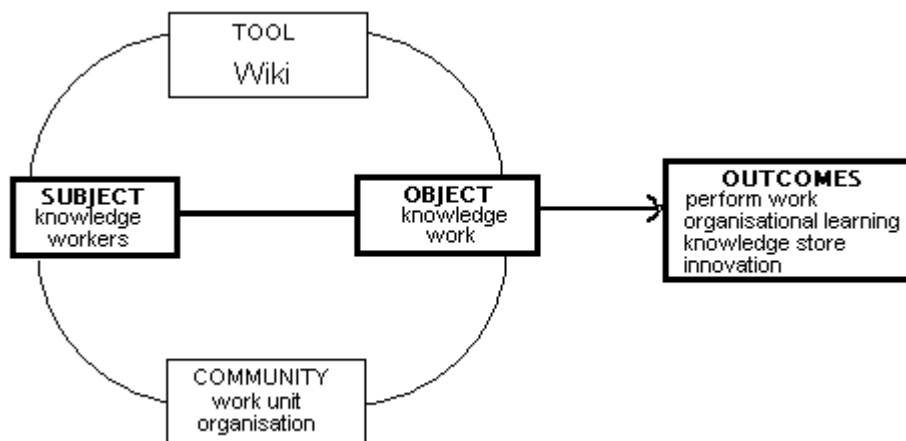 TOOL
Wiki
SUBJECT
knowledge
workers
OBJECT
knowledge
work
OUTCOMES
perform work
organisational learning
knowledge store
innovation
COMMUNITY
work unit
organisation